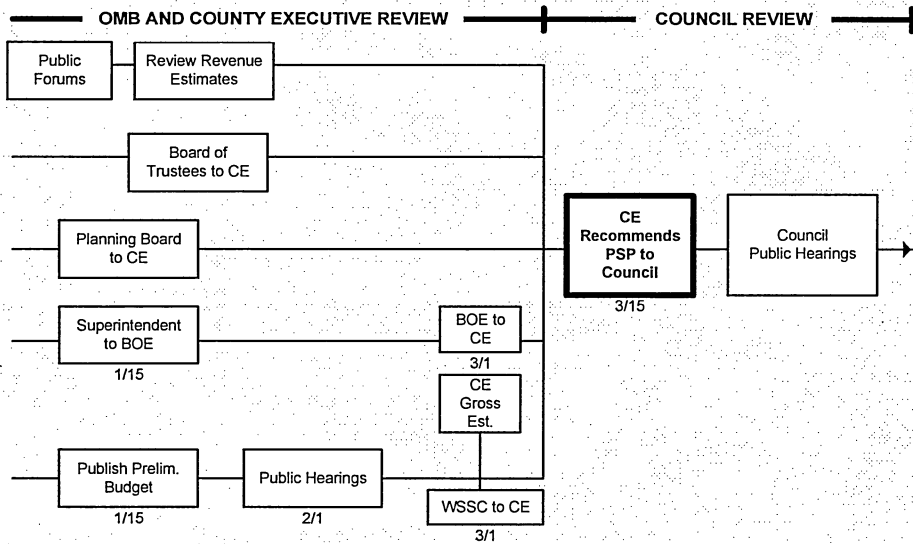 OMB AND COUNTY EXECUTIVE REVIEW
COUNCIL REVIEW
Public
Forums
Review Revenue
Estimates
Board of
Trustees to CE
Planning Board
to CE
CE
Recommends
PSP to
Council
3/15
Council
Public Hearings
Superintendent
to BOE
1/15
BOE to
CE
3/1
CE
Gross
Est.
Publish Prelim.
Budget
1/15
Public Hearings
2/1
WSSC to CE
3/1